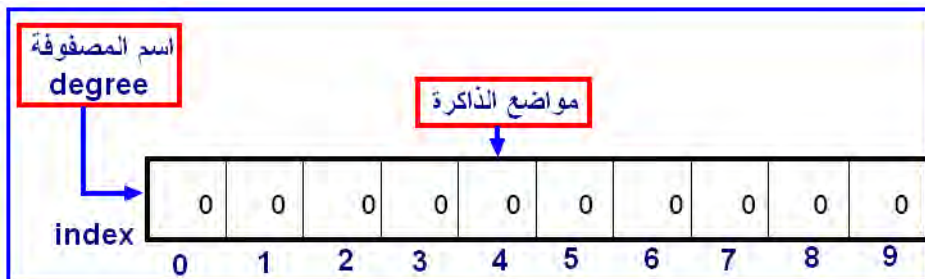 اسم المصفوفة
degree
مواضع الذاكرة
0 0 0 0 0 0 0 0 0 0
index
0 1 2 3 4 5 6 7 8 9